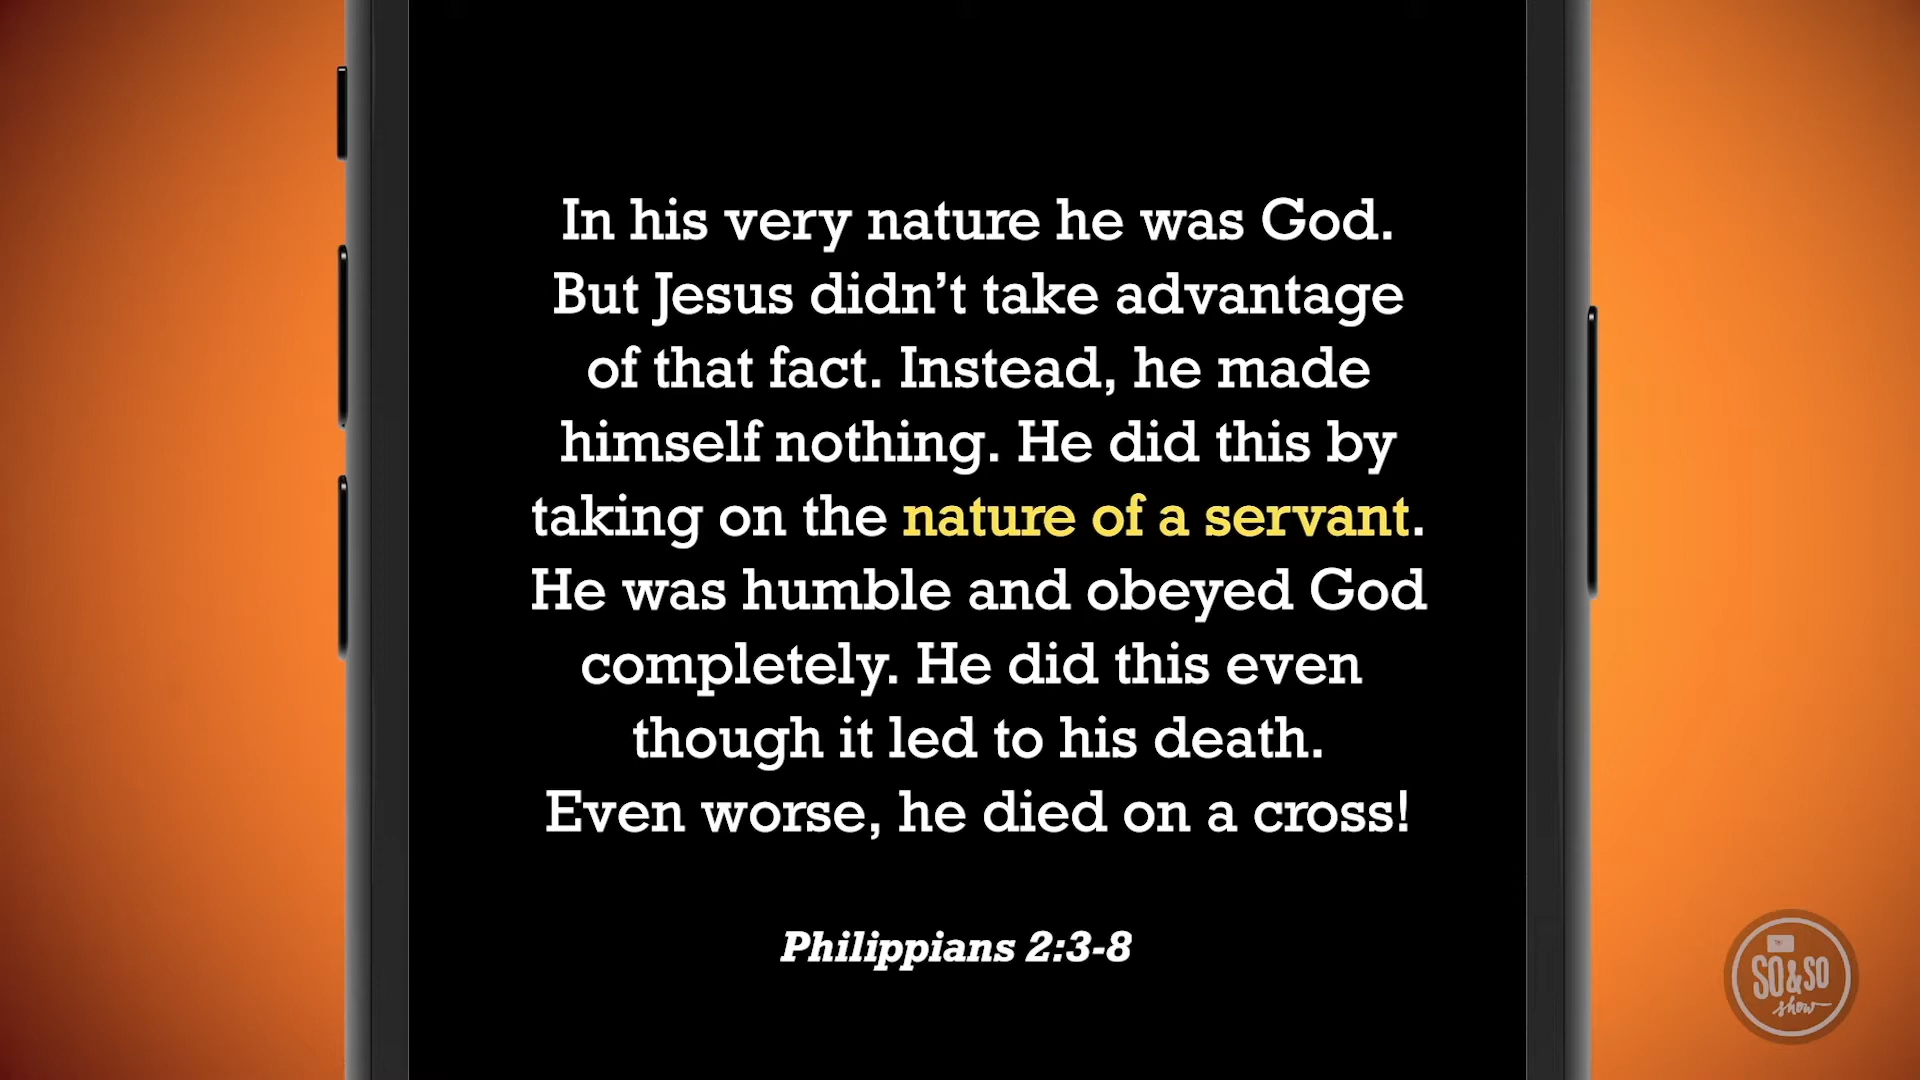 In his very nature he was God.
But Jesus didn’t take advantage
of that fact. Instead, he made
himself nothing. He did this by
taking on the nature of a servant.
He was humble and obeyed God
completely. He did this even
though it led to his death.
Even worse, he died on a cross!
Philippians 2:3-8
SO&SO
show